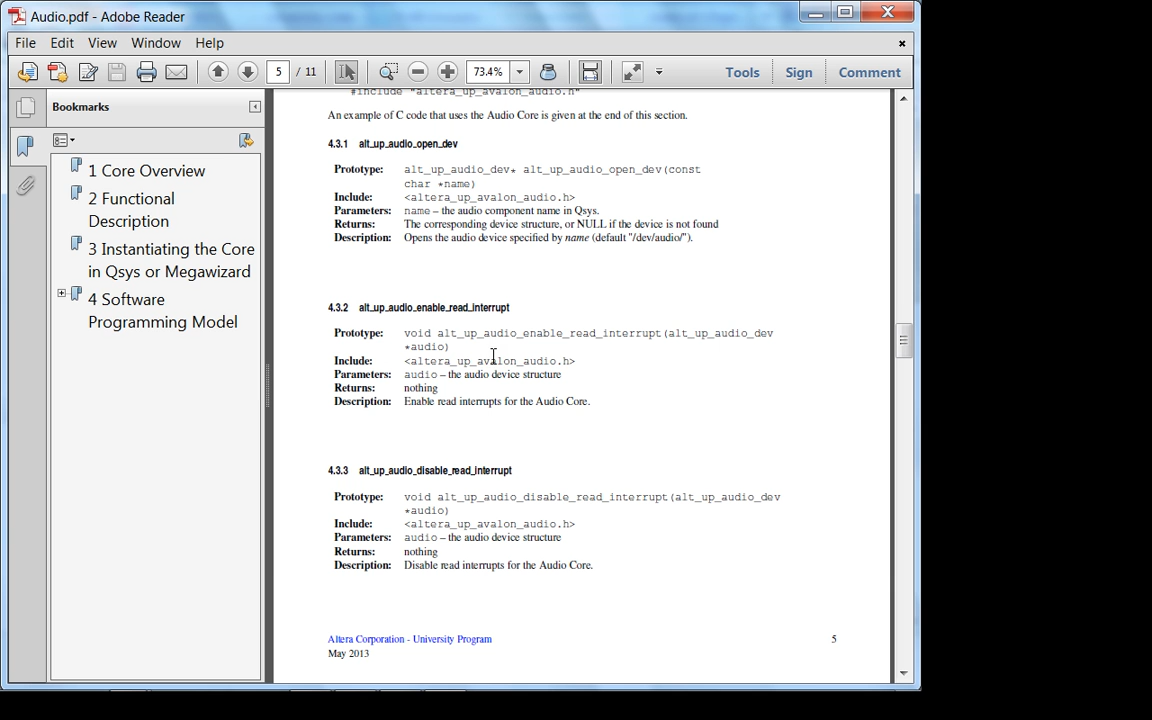 Audio.pdf - Adobe Reader
File Edit View Window Help
5 / 11 73.4% Tools Sign Comment
Bookmarks
1 Core Overview
2 Functional
Description
3 Instantiating the Core
in Qsys or Megawizard
4 Software
Programming Model
#include "altera_up_avalon_audio.h"
An example of C code that uses the Audio Core is given at the end of this section.
4.3.1 alt_up_audio_open_dev
Prototype: alt_up_audio_dev* alt_up_audio_open_dev(const
char *name)
Include: <altera_up_avalon_audio.h>
Parameters: name – the audio component name in Qsys.
Returns: The corresponding device structure, or NULL if the device is not found
Description: Opens the audio device specified by name (default "/dev/audio/").
4.3.2 alt_up_audio_enable_read_interrupt
Prototype: void alt_up_audio_enable_read_interrupt(alt_up_audio_dev
*audio)
Include: <altera_up_avalon_audio.h>
Parameters: audio – the audio device structure
Returns: nothing
Description: Enable read interrupts for the Audio Core.
4.3.3 alt_up_audio_disable_read_interrupt
Prototype: void alt_up_audio_disable_read_interrupt(alt_up_audio_dev
*audio)
Include: <altera_up_avalon_audio.h>
Parameters: audio – the audio device structure
Returns: nothing
Description: Disable read interrupts for the Audio Core.
Altera Corporation - University Program 5
May 2013